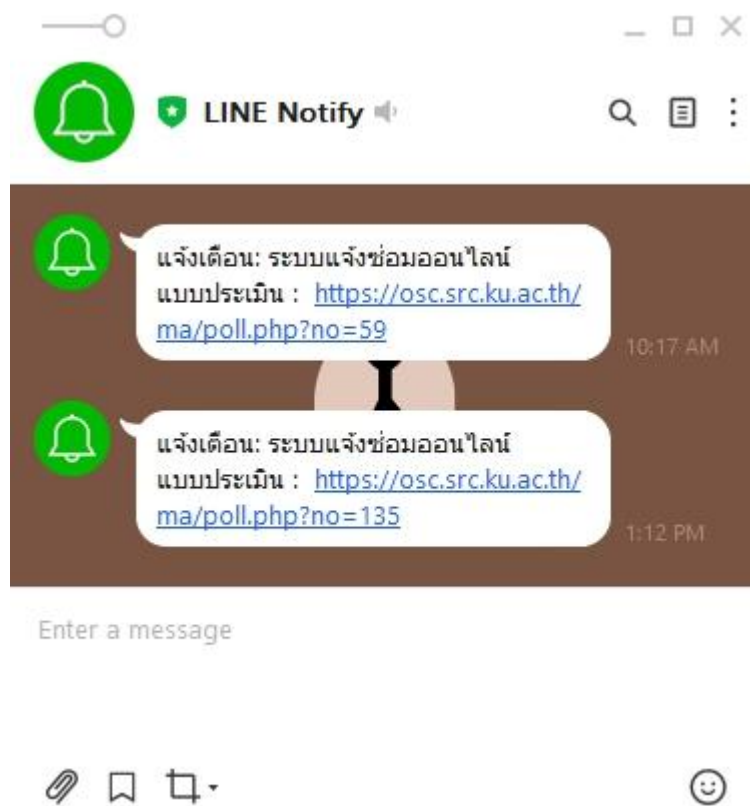 LINE Notify
แจ้งเตือน: ระบบแจ้งซ่อมออนไลน์
แบบประเมิน : https://osc.src.ku.ac.th/
ma/poll.php?no=59
10:17 AM
แจ้งเตือน: ระบบแจ้งซ่อมออนไลน์
แบบประเมิน : https://osc.src.ku.ac.th/
ma/poll.php?no=135
1:12 PM
Enter a message